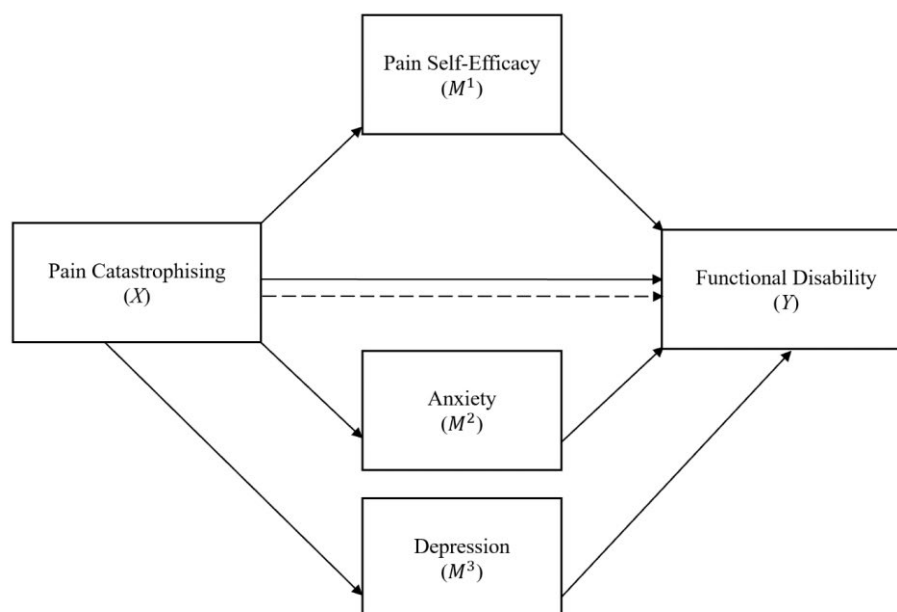 Pain Self-Efficacy
(M¹)
Pain Catastrophising
(X)
Functional Disability
(Y)
Anxiety
(M²)
Depression
(M³)